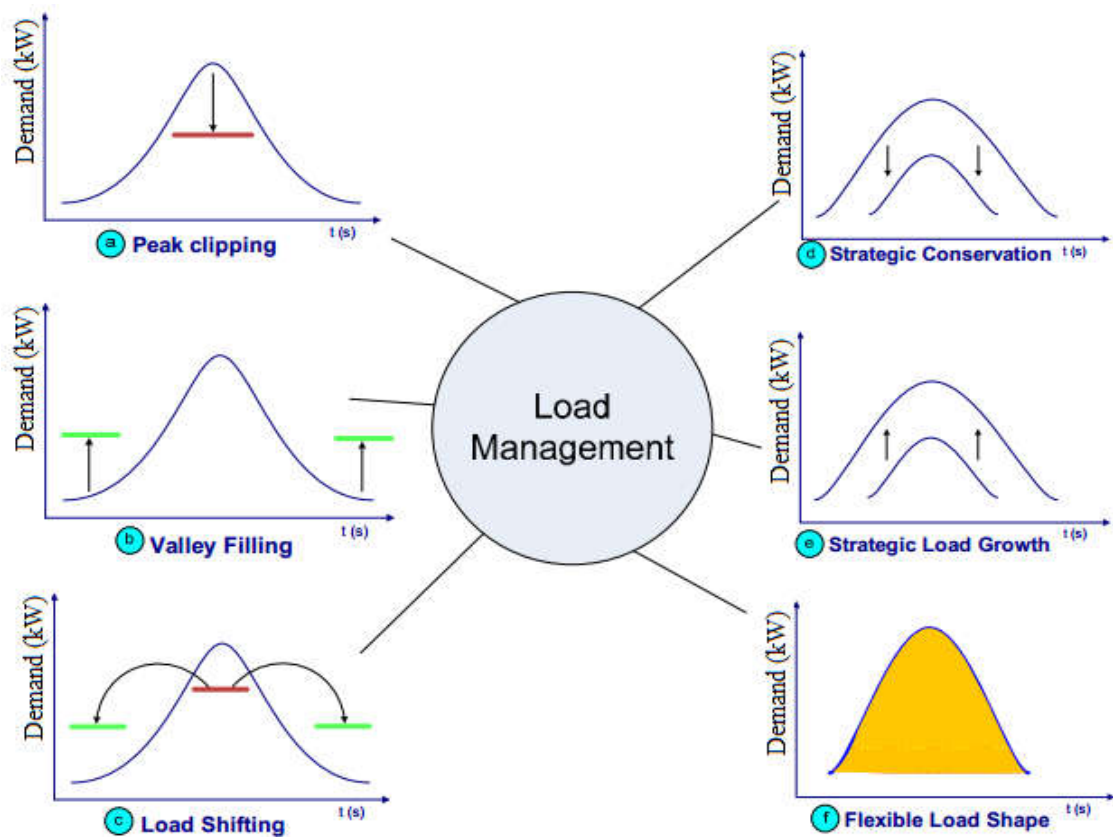 Demand (kW)
t (s)
a Peak clipping
Demand (kW)
t (s)
b Valley Filling
Demand (kW)
t (s)
c Load Shifting
Load
Management
Demand (kW)
d Strategic Conservation t (s)
Demand (kW)
t (s)
e Strategic Load Growth
Demand (kW)
t (s)
f Flexible Load Shape